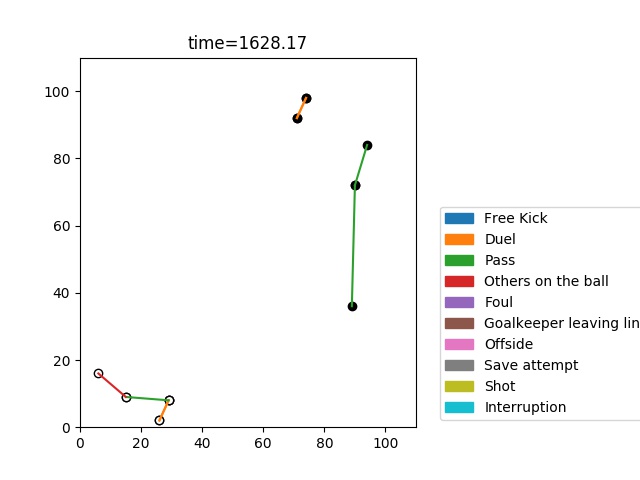 time=1628.17
100
80
60
40
20
0
0 20 40 60 80 100
Free Kick
Duel
Pass
Others on the ball
Foul
Goalkeeper leaving lin
Offside
Save attempt
Shot
Interruption